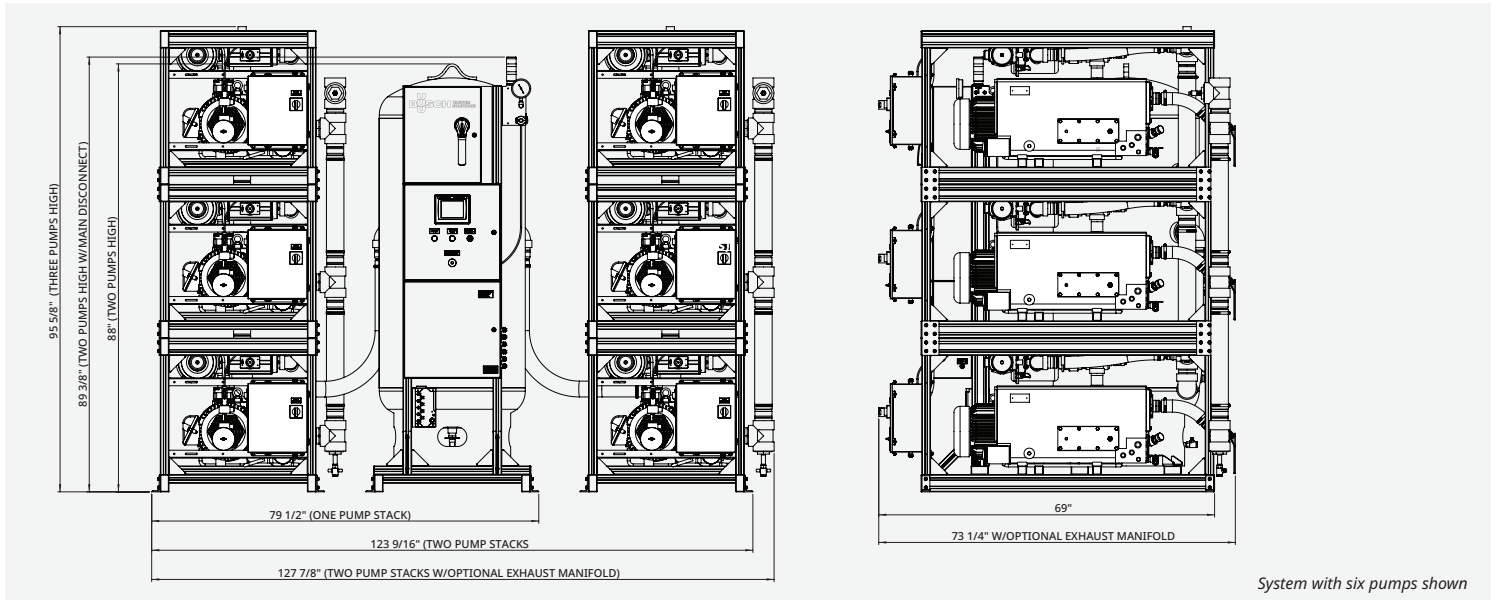 95 5/8" (THREE PUMPS HIGH)
89 3/8" (TWO PUMPS HIGH W/MAIN DISCONNECT)
88" (TWO PUMPS HIGH)
BUSCH
79 1/2" (ONE PUMP STACK)
123 9/16" (TWO PUMP STACKS
127 7/8" (TWO PUMP STACKS W/OPTIONAL EXHAUST MANIFOLD)
69"
73 1/4" W/OPTIONAL EXHAUST MANIFOLD
System with six pumps shown